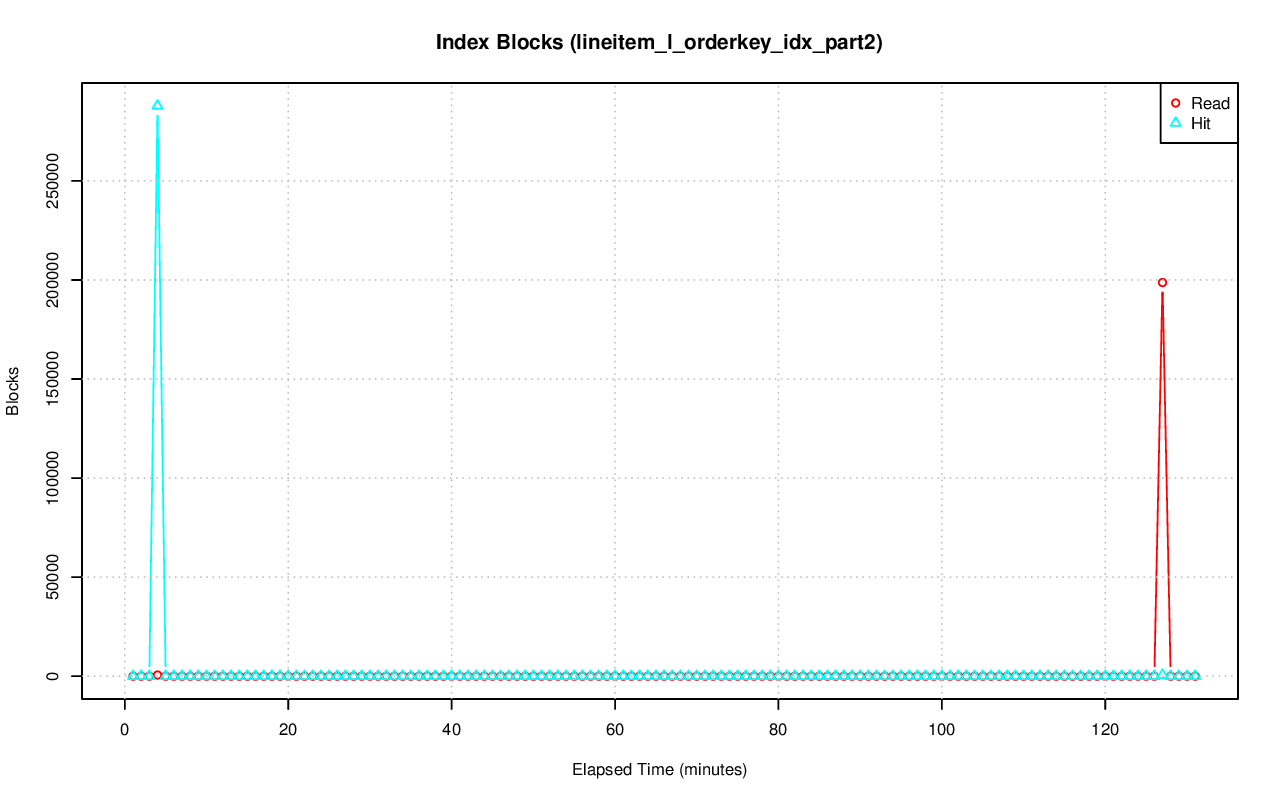 Index Blocks (lineitem_l_orderkey_idx_part2)
Read
Hit
Blocks
250000
200000
150000
100000
50000
0
0 20 40 60 80 100 120
Elapsed Time (minutes)